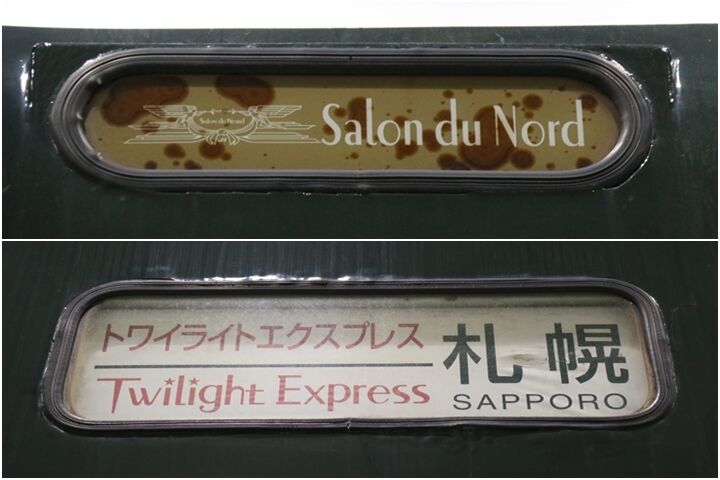 Salon du Nord
Salon du Nord
トワイライトエクスプレス
Twilight Express
札幌
SAPPORO